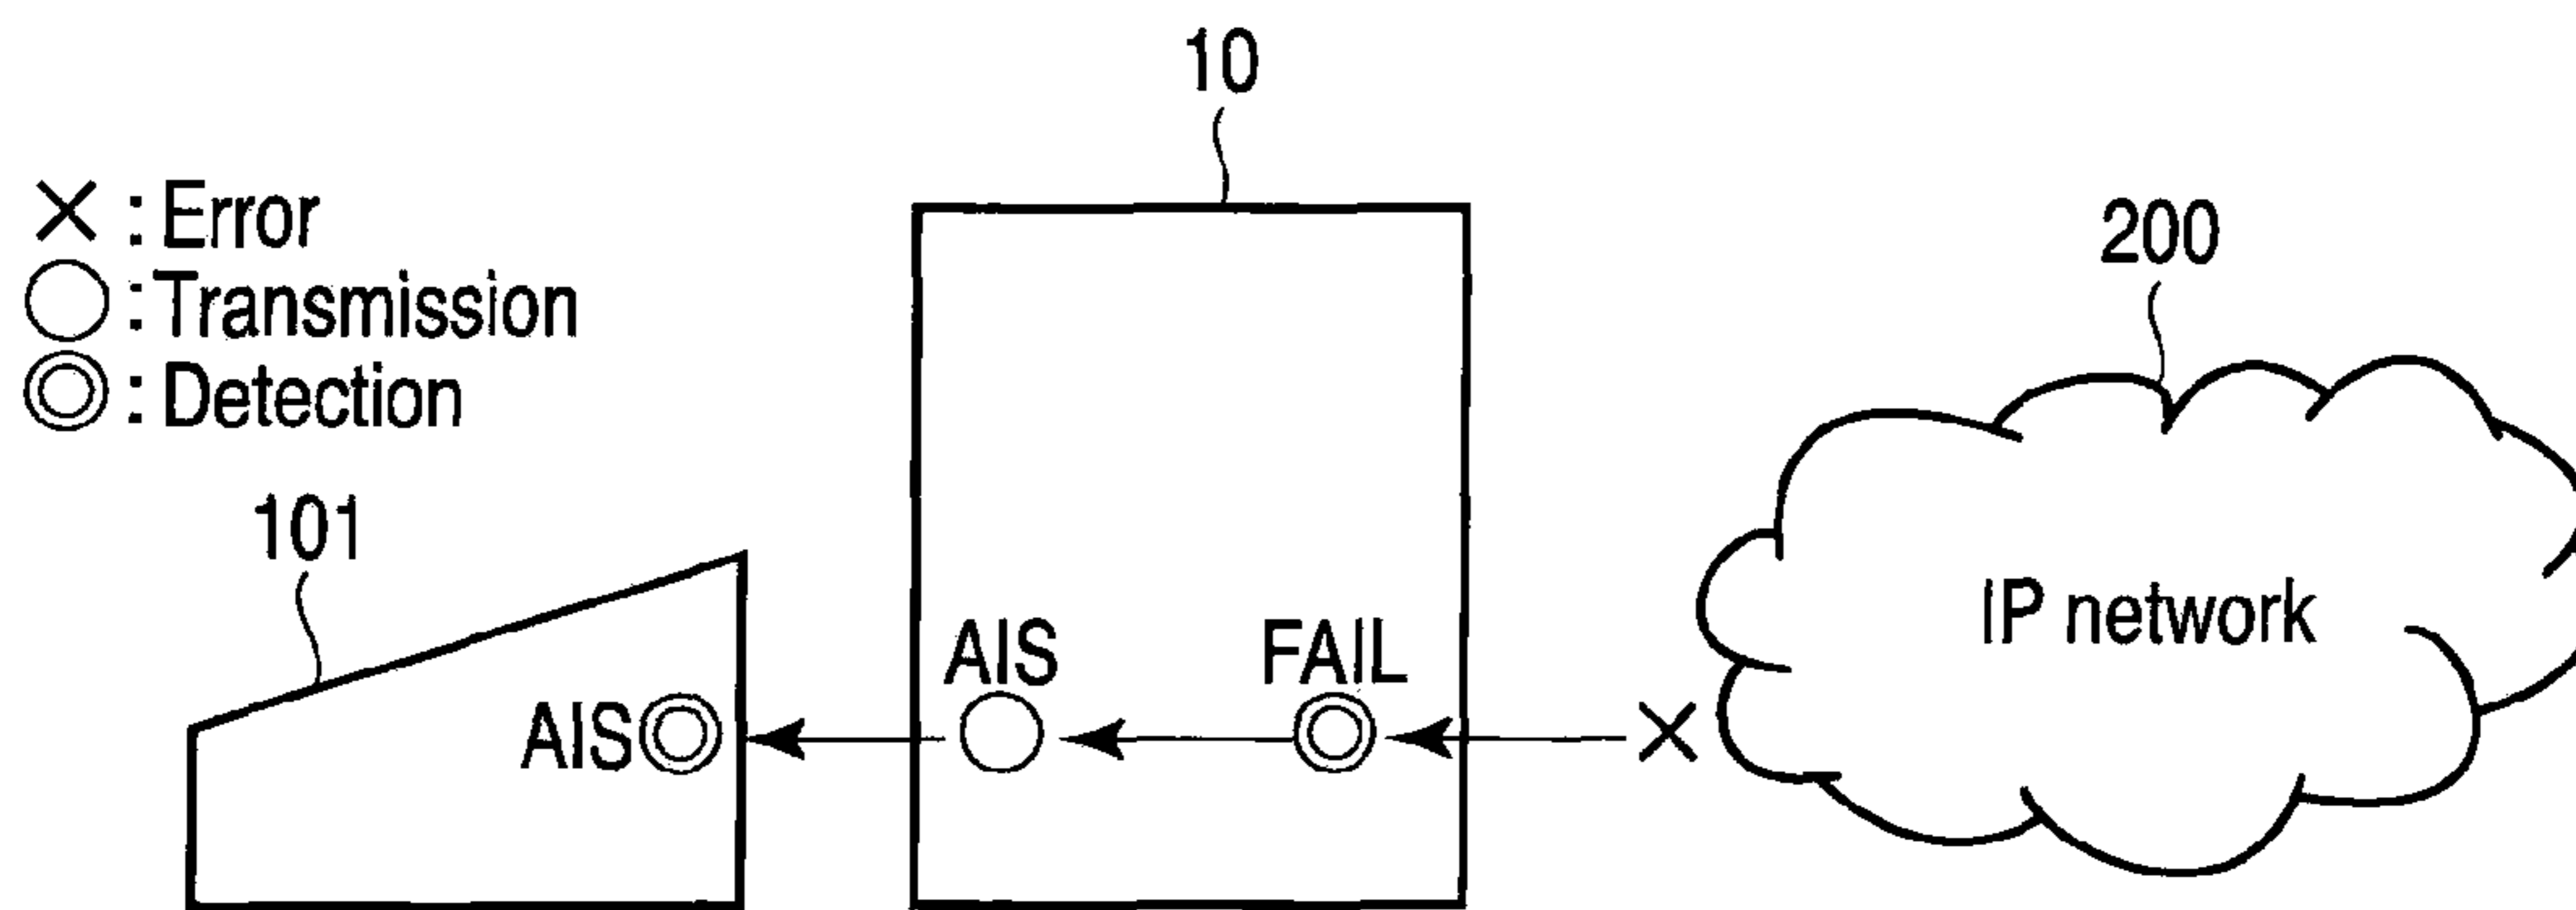 10
× : Error
: Transmission
: Detection
200
101
IP network
AIS
FAIL
AIS